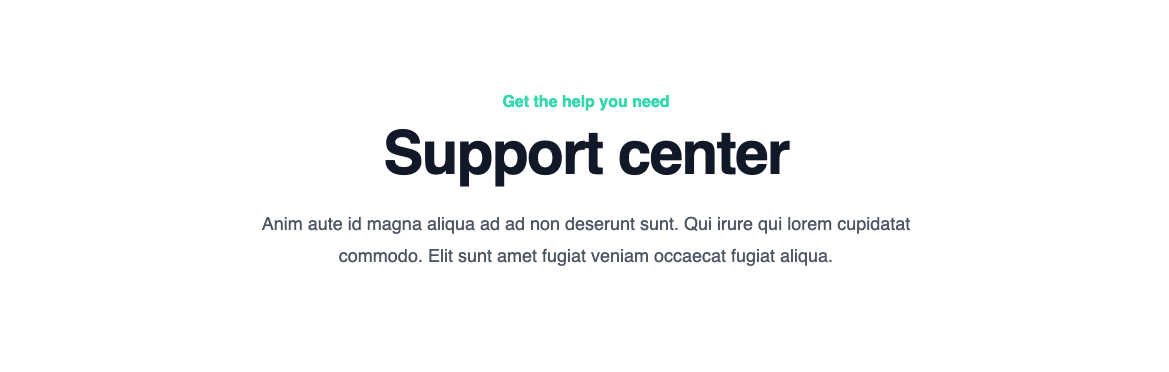 Get the help you need
Support center
Anim aute id magna aliqua ad ad non deserunt sunt. Qui irure qui lorem cupidatat
commodo. Elit sunt amet fugiat veniam occaecat fugiat aliqua.